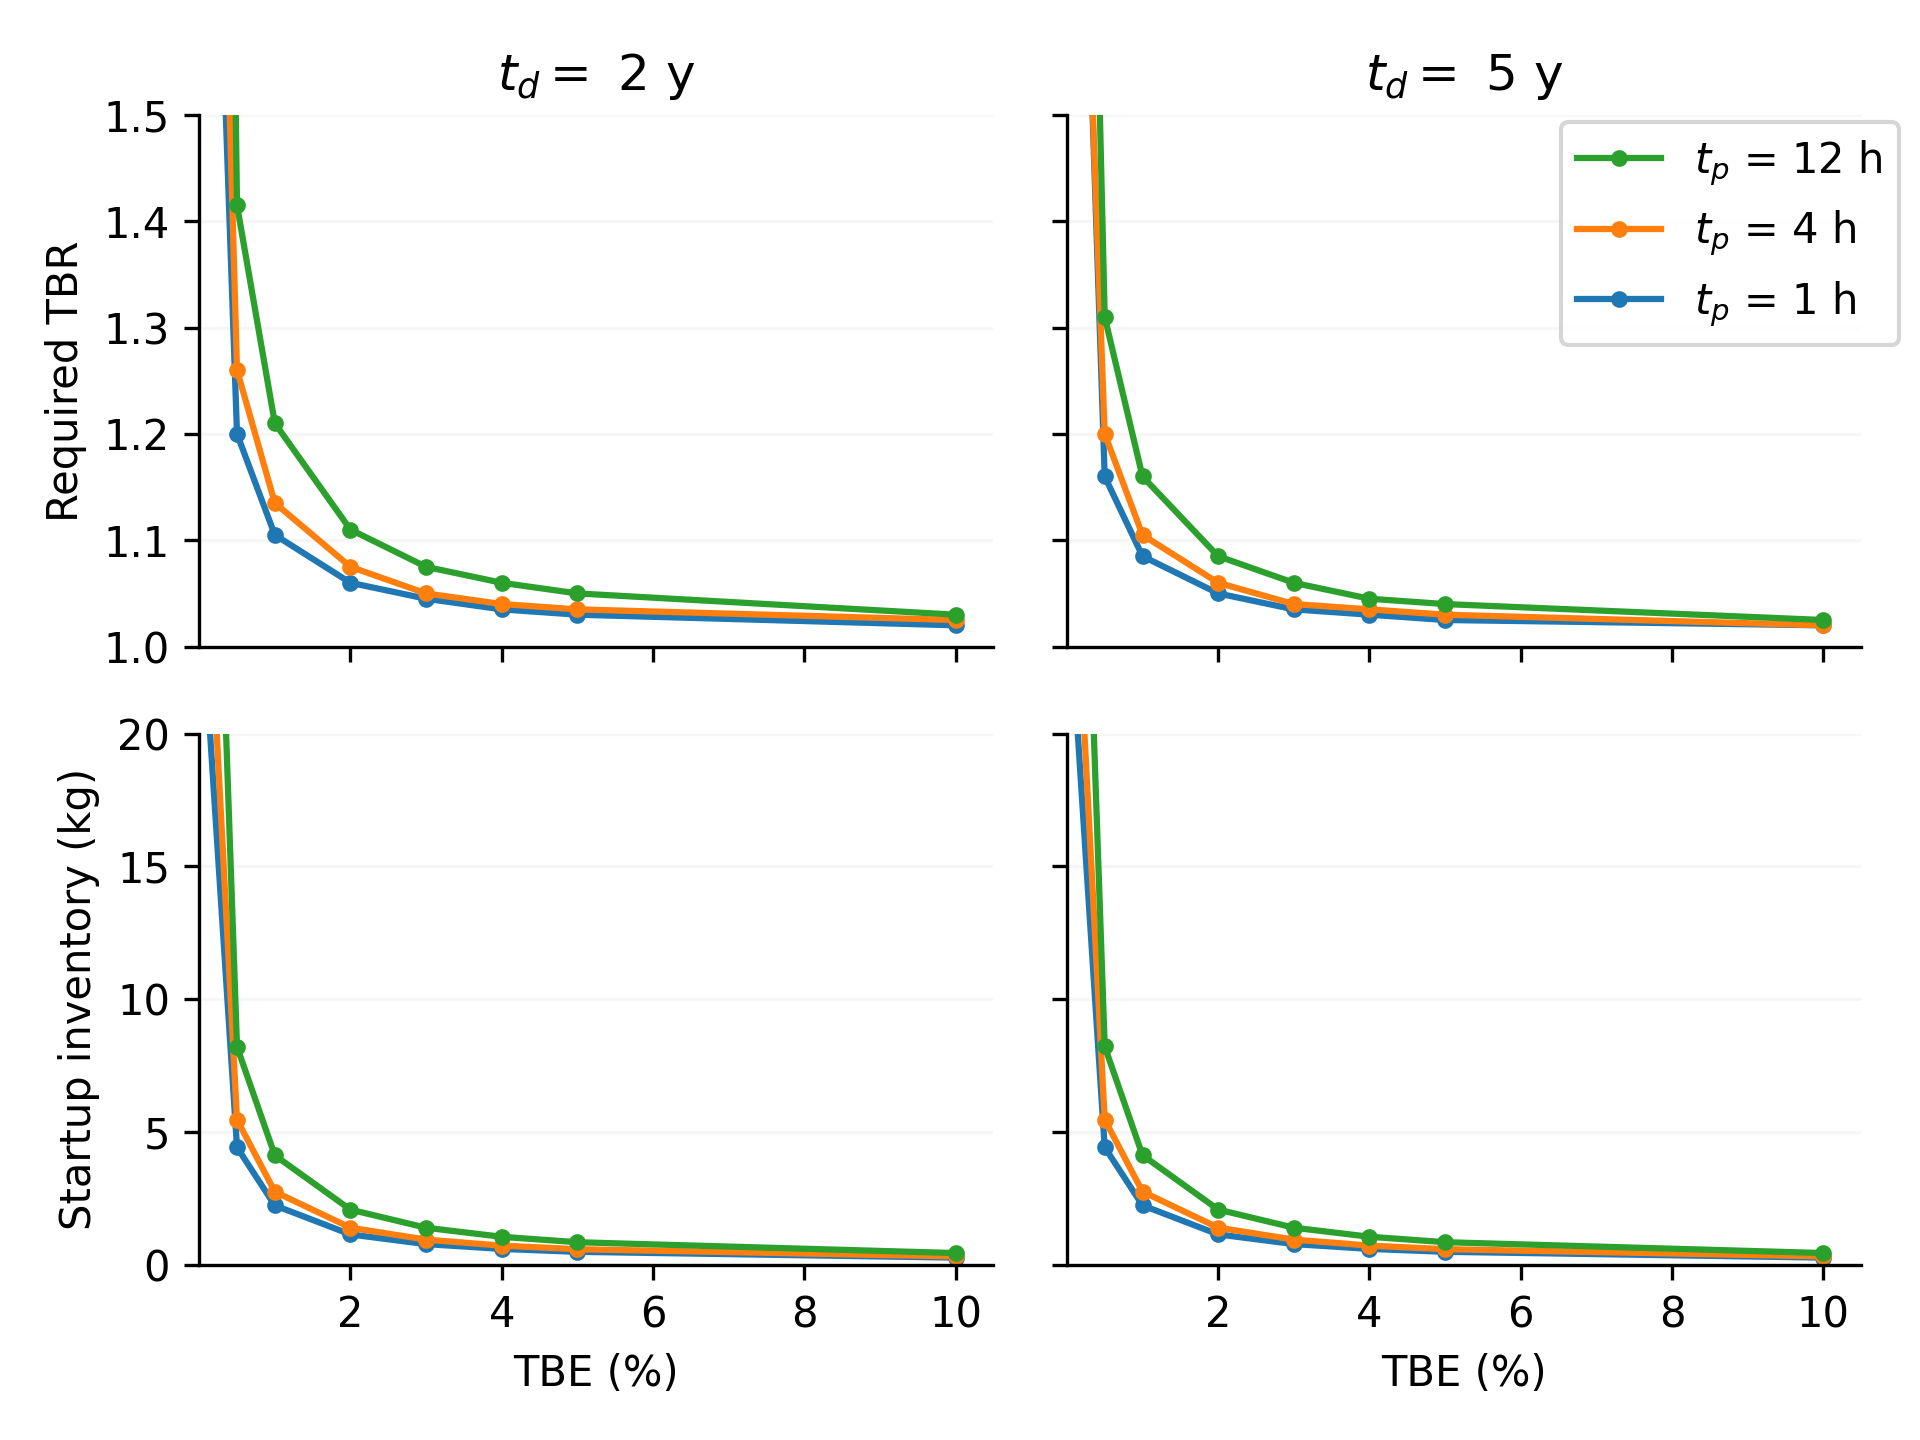 t_d = 2 y
t_d = 5 y
1.5
1.4
1.3
1.2
1.1
1.0
Required TBR
t_p = 12 h
t_p = 4 h
t_p = 1 h
20
15
10
5
0
Startup inventory (kg)
2 4 6 8 10
TBE (%)
2 4 6 8 10
TBE (%)